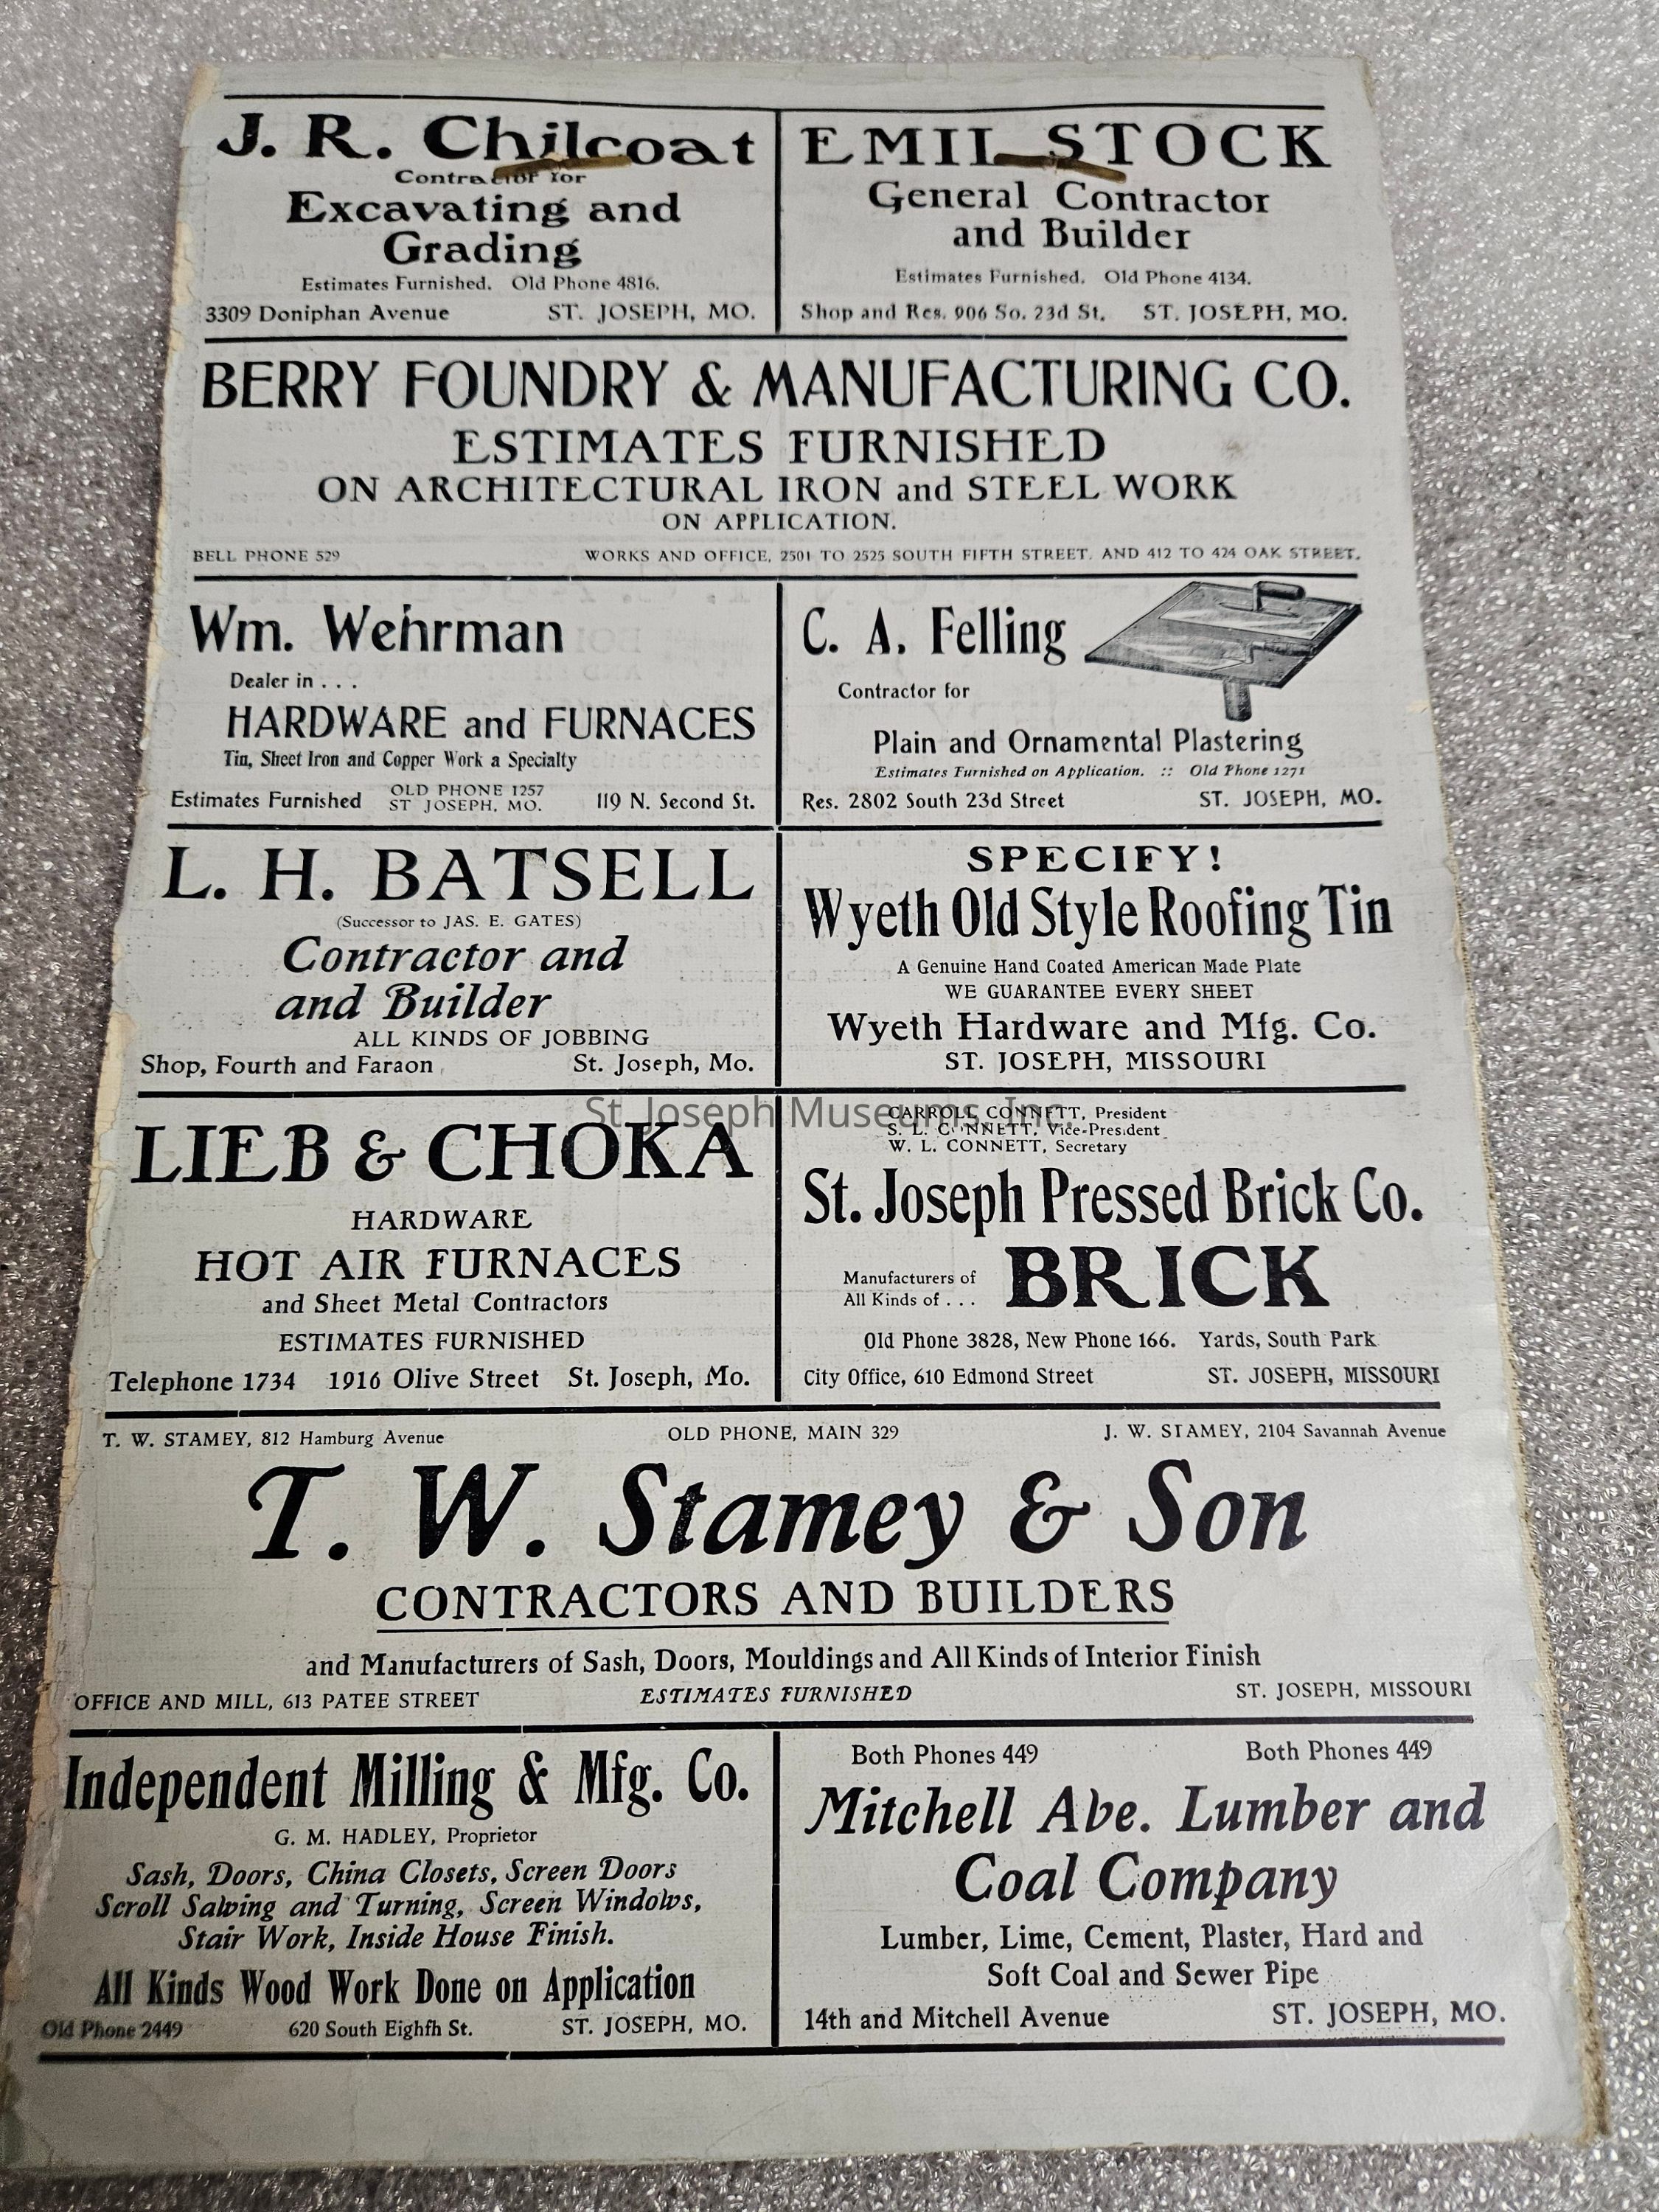 J. R. Chilcoat
Contractor for
Excavating and
Grading
Estimates Furnished. Old Phone 4816.
3309 Doniphan Avenue ST. JOSEPH, MO.
EMIL STOCK
General Contractor
and Builder
Estimates Furnished. Old Phone 4134.
Shop and Res. 906 So. 23d St. ST. JOSEPH, MO.
BERRY FOUNDRY & MANUFACTURING CO.
ESTIMATES FURNISHED
ON ARCHITECTURAL IRON and STEEL WORK
ON APPLICATION.
BELL PHONE 529 WORKS AND OFFICE, 2501 TO 2525 SOUTH FIFTH STREET. AND 412 TO 424 OAK STREET.
Wm. Wehrman
Dealer in . . .
HARDWARE and FURNACES
Tin, Sheet Iron and Copper Work a Specialty
Estimates Furnished OLD PHONE 1257 119 N. Second St.
ST JOSEPH, MO.
C. A. Felling
Contractor for
Plain and Ornamental Plastering
Estimates Furnished on Application. :: Old Phone 1271
Res. 2802 South 23d Street ST. JOSEPH, MO.
L. H. BATSELL
(Successor to JAS. E. GATES)
Contractor and
and Builder
ALL KINDS OF JOBBING
Shop, Fourth and Faraon St. Joseph, Mo.
SPECIFY!
Wyeth Old Style Roofing Tin
A Genuine Hand Coated American Made Plate
WE GUARANTEE EVERY SHEET
Wyeth Hardware and Mfg. Co.
ST. JOSEPH, MISSOURI
St. Joseph Museums, Inc.
LIEB & CHOKA
HARDWARE
HOT AIR FURNACES
and Sheet Metal Contractors
ESTIMATES FURNISHED
Telephone 1734 1916 Olive Street St. Joseph, Mo.
CARROLL CONNETT, President
S. L. CONNETT, Vice-President
W. L. CONNETT, Secretary
St. Joseph Pressed Brick Co.
Manufacturers of
All Kinds of . . . BRICK
Old Phone 3828, New Phone 166. Yards, South Park
City Office, 610 Edmond Street ST. JOSEPH, MISSOURI
T. W. STAMEY, 812 Hamburg Avenue OLD PHONE, MAIN 329 J. W. STAMEY, 2104 Savannah Avenue
T. W. Stamey & Son
CONTRACTORS AND BUILDERS
and Manufacturers of Sash, Doors, Mouldings and All Kinds of Interior Finish
OFFICE AND MILL, 613 PATEE STREET ESTIMATES FURNISHED ST. JOSEPH, MISSOURI
Independent Milling & Mfg. Co.
G. M. HADLEY, Proprietor
Sash, Doors, China Closets, Screen Doors
Scroll Sawing and Turning, Screen Windows,
Stair Work, Inside House Finish.
All Kinds Wood Work Done on Application
Old Phone 2449 620 South Eighfh St. ST. JOSEPH, MO.
Both Phones 449 Both Phones 449
Mitchell Ave. Lumber and
Coal Company
Lumber, Lime, Cement, Plaster, Hard and
Soft Coal and Sewer Pipe
14th and Mitchell Avenue ST. JOSEPH, MO.